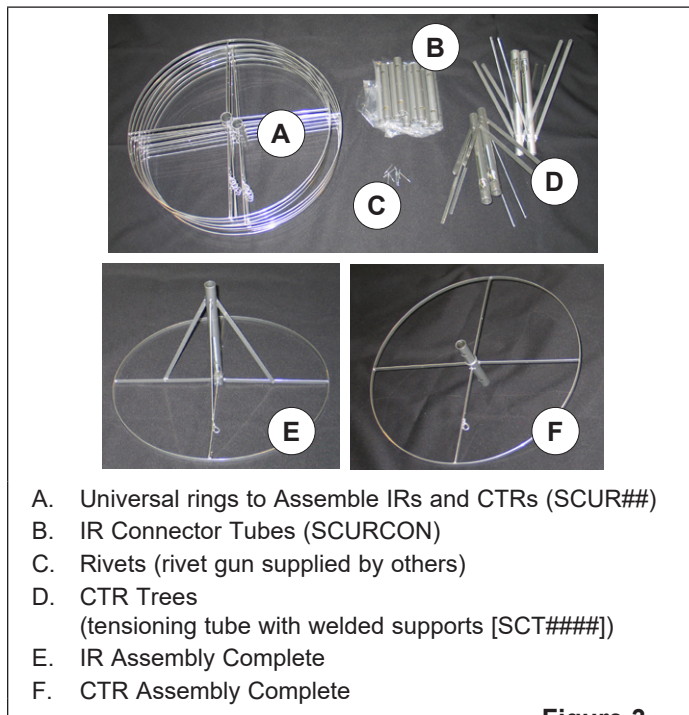 A
B
C
D
E
F
A. Universal rings to Assemble IRs and CTRs (SCUR##)
B. IR Connector Tubes (SCURCON)
C. Rivets (rivet gun supplied by others)
D. CTR Trees
(tensioning tube with welded supports [SCT####])
E. IR Assembly Complete
F. CTR Assembly Complete